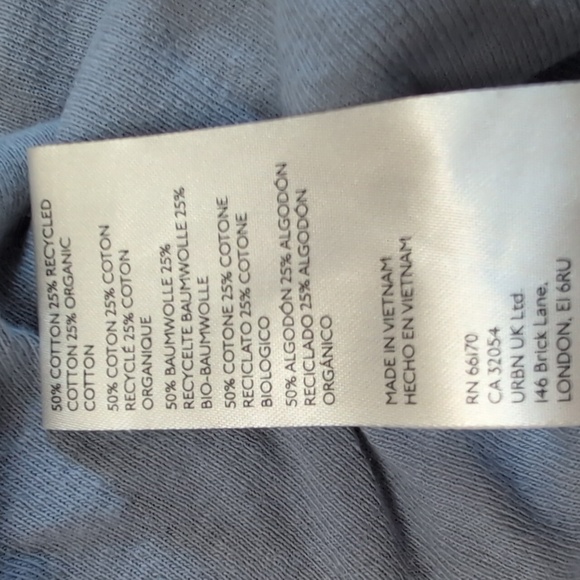 50% COTTON 25% RECYCLED
COTTON 25% ORGANIC
COTTON
50% COTON 25% COTON
RECYCLÉ 25% COTON
ORGANIQUE
50% BAUMWOLLE 25%
RECYCELTE BAUMWOLLE 25%
BIO-BAUMWOLLE
50% COTONE 25% COTONE
RECICLATO 25% COTONE
BIOLOGICO
50% ALGODÓN 25% ALGODÓN
RECICLADO 25% ALGODÓN
ORGÁNICO
MADE IN VIETNAM
HECHO EN VIETNAM
RN 66170
CA 32054
URBN UK Ltd.
146 Brick Lane,
LONDON, E1 6RU